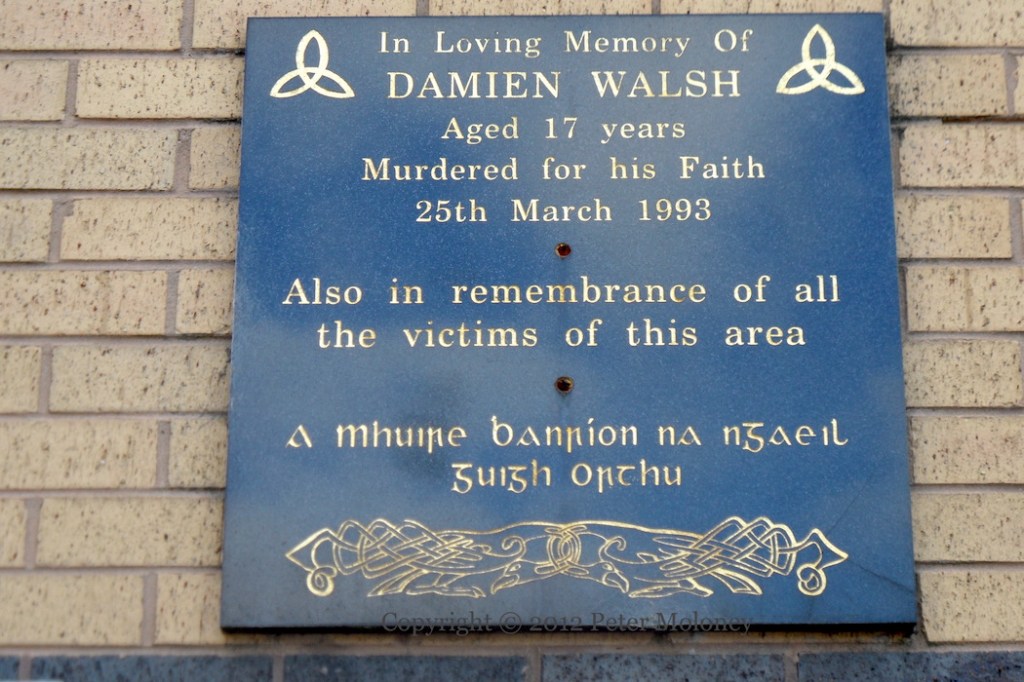 In Loving Memory Of
DAMIEN WALSH
Aged 17 years
Murdered for his Faith
25th March 1993
Also in remembrance of all
the victims of this area
A Mhuire banríon na nGaeil
Guigh Orthu
Copyright © 2012 Peter Moloney